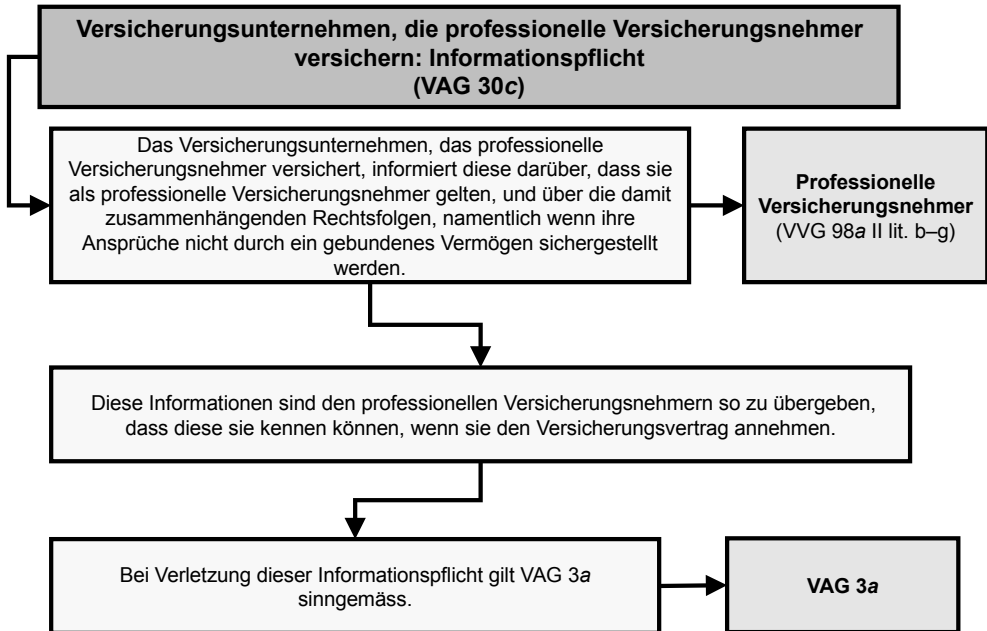 Versicherungsunternehmen, die professionelle Versicherungsnehmer
versichern: Informationspflicht
(VAG 30c)
Das Versicherungsunternehmen, das professionelle
Versicherungsnehmer versichert, informiert diese darüber, dass sie
als professionelle Versicherungsnehmer gelten, und über die damit
zusammenhängenden Rechtsfolgen, namentlich wenn ihre
Ansprüche nicht durch ein gebundenes Vermögen sichergestellt
werden.
Professionelle
Versicherungsnehmer
(VVG 98a II lit. b–g)
Diese Informationen sind den professionellen Versicherungsnehmern so zu übergeben,
dass diese sie kennen können, wenn sie den Versicherungsvertrag annehmen.
Bei Verletzung dieser Informationspflicht gilt VAG 3a
sinngemäss.
VAG 3a